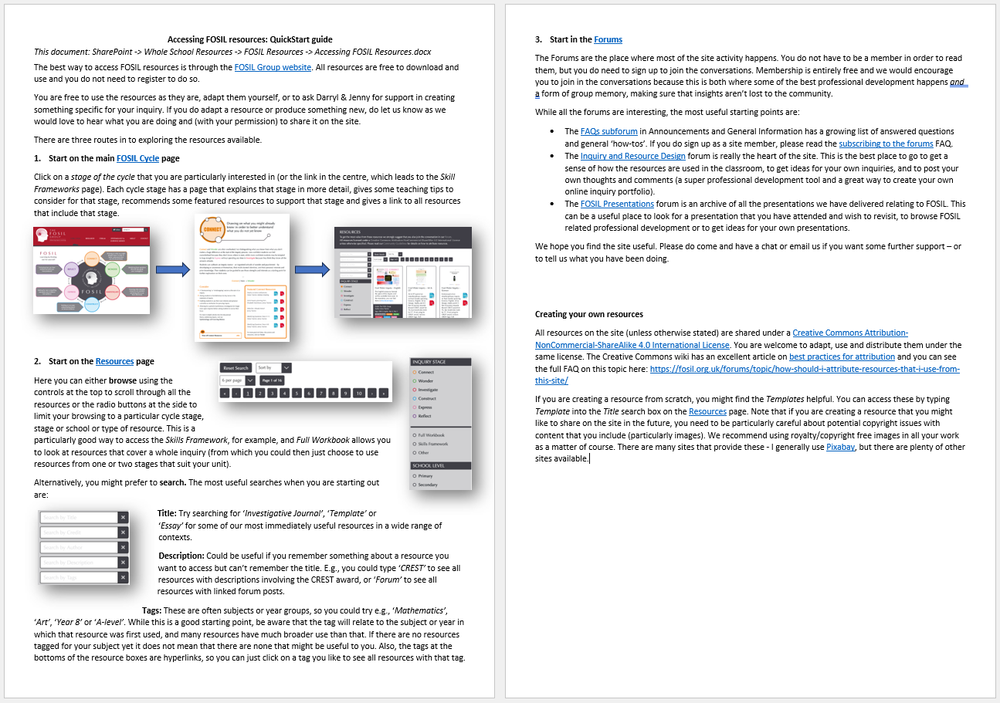 Accessing FOSIL resources: QuickStart guide
This document: SharePoint -> Whole School Resources -> FOSIL Resources -> Accessing FOSIL Resources.docx
The best way to access FOSIL resources is through the FOSIL Group website. All resources are free to download and
use and you do not need to register to do so.
You are free to use the resources as they are, adapt them yourself, or to ask Darryl & Jenny for support in creating
something specific for your inquiry. If you do adapt a resource or produce something new, do let us know as we
would love to hear what you are doing and (with your permission) to share it on the site.
There are three routes in to exploring the resources available.
1. Start on the main FOSIL Cycle page
Click on a stage of the cycle that you are particularly interested in (or the link in the centre, which leads to the Skill
Frameworks page). Each cycle stage has a page that explains that stage in more detail, gives some teaching tips to
consider for that stage, recommends some featured resources to support that stage and gives a link to all resources
that include that stage.
FOSIL
CONNECT
Drawing on what you might already
know in order to better understand
what you do not yet know
RESOURCES
2. Start on the Resources page
Here you can either browse using the
controls at the top to scroll through all the
resources or the radio buttons at the side to
limit your browsing to a particular cycle stage,
stage or school or type of resource. This is a
particularly good way to access the Skills Framework, for example, and Full Workbook allows you
to look at resources that cover a whole inquiry (from which you could then just choose to use
resources from one or two stages that suit your unit).
Reset Search Sort by
6 per page Page 1 of 14
1 2 3 4 5 6 7 8 9 10
INQUIRY STAGE
Connect
Wonder
Investigate
Construct
Express
Reflect
Full Workbook
Skills Framework
Other
SCHOOL LEVEL
Primary
Secondary
Alternatively, you might prefer to search. The most useful searches when you are starting out
are:
Search by Title
Search by Credit
Search by Author
Search by Description
Search by Tags
Title: Try searching for ‘Investigative Journal’, ‘Template’ or
‘Essay’ for some of our most immediately useful resources in a wide range of
contexts.
Description: Could be useful if you remember something about a resource you
want to access but can’t remember the title. E.g., you could type ‘CREST’ to see all
resources with descriptions involving the CREST award, or ‘Forum’ to see all
resources with linked forum posts.
Tags: These are often subjects or year groups, so you could try e.g., ‘Mathematics’,
‘Art’, ‘Year 8’ or ‘A-level’. While this is a good starting point, be aware that the tag will relate to the subject or year in
which that resource was first used, and many resources have much broader use than that. If there are no resources
tagged for your subject yet it does not mean that there are none that might be useful to you. Also, the tags at the
bottoms of the resource boxes are hyperlinks, so you can just click on a tag you like to see all resources with that tag.
3. Start in the Forums
The Forums are the place where most of the site activity happens. You do not have to be a member in order to read
them, but you do need to sign up to join the conversations. Membership is entirely free and we would encourage
you to join in the conversations because this is both where some of the best professional development happens and
a form of group memory, making sure that insights aren’t lost to the community.
While all the forums are interesting, the most useful starting points are:
• The FAQs subforum in Announcements and General Information has a growing list of answered questions
and general ‘how-tos’. If you do sign up as a site member, please read the subscribing to the forums FAQ.
• The Inquiry and Resource Design forum is really the heart of the site. This is the best place to go to get a
sense of how the resources are used in the classroom, to get ideas for your own inquiries, and to post your
own thoughts and comments (a super professional development tool and a great way to create your own
online inquiry portfolio).
• The FOSIL Presentations forum is an archive of all the presentations we have delivered relating to FOSIL. This
can be a useful place to look for a presentation that you have attended and wish to revisit, to browse FOSIL
related professional development or to get ideas for your own presentations.
We hope you find the site useful. Please do come and have a chat or email us if you want some further support – or
to tell us what you have been doing.
Creating your own resources
All resources on the site (unless otherwise stated) are shared under a Creative Commons Attribution-
NonCommercial-ShareAlike 4.0 International License. You are welcome to adapt, use and distribute them under the
same license. The Creative Commons wiki has an excellent article on best practices for attribution and you can see
the full FAQ on this topic here: https://fosil.org.uk/forums/topic/how-should-i-attribute-resources-that-i-use-from-
this-site/
If you are creating a resource from scratch, you might find the Templates helpful. You can access these by typing
Template into the Title search box on the Resources page. Note that if you are creating a resource that you might
like to share on the site in the future, you need to be particularly careful about potential copyright issues with
content that you include (particularly images). We recommend using royalty/copyright free images in all your work
as a matter of course. There are many sites that provide these - I generally use Pixabay, but there are plenty of other
sites available.